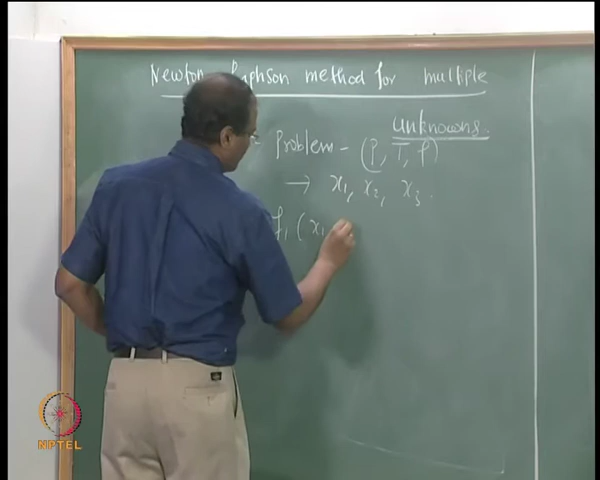 Newton Raphson method for multiple
unknowns.
Problem - (P, T, f)
→ x₁, x₂, x₃.
f₁ ( x₁
NPTEL